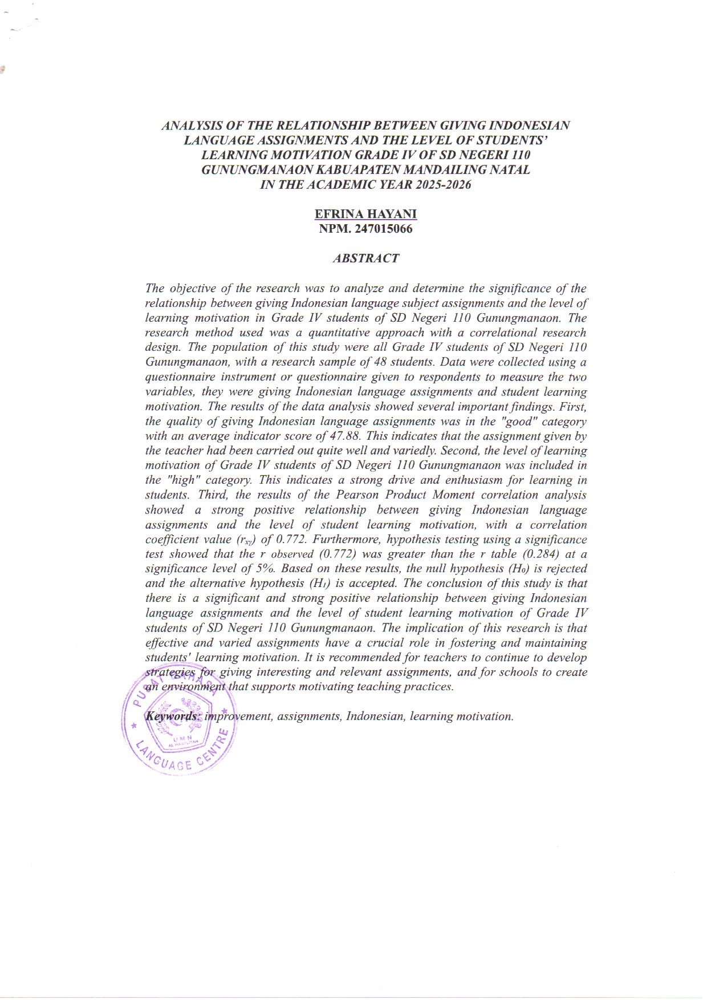 ANALYSIS OF THE RELATIONSHIP BETWEEN GIVING INDONESIAN
LANGUAGE ASSIGNMENTS AND THE LEVEL OF STUDENTS’
LEARNING MOTIVATION GRADE IV OF SD NEGERI 110
GUNUNGMANAON KABUAPATEN MANDAILING NATAL
IN THE ACADEMIC YEAR 2025-2026
EFRINA HAYANI
NPM. 247015066
ABSTRACT
The objective of the research was to analyze and determine the significance of the
relationship between giving Indonesian language subject assignments and the level of
learning motivation in Grade IV students of SD Negeri 110 Gunungmanaon. The
research method used was a quantitative approach with a correlational research
design. The population of this study were all Grade IV students of SD Negeri 110
Gunungmanaon, with a research sample of 48 students. Data were collected using a
questionnaire instrument or questionnaire given to respondents to measure the two
variables, they were giving Indonesian language assignments and student learning
motivation. The results of the data analysis showed several important findings. First,
the quality of giving Indonesian language assignments was in the "good" category
with an average indicator score of 47.88. This indicates that the assignment given by
the teacher had been carried out quite well and variedly. Second, the level of learning
motivation of Grade IV students of SD Negeri 110 Gunungmanaon was included in
the "high" category. This indicates a strong drive and enthusiasm for learning in
students. Third, the results of the Pearson Product Moment correlation analysis
showed a strong positive relationship between giving Indonesian language
assignments and the level of student learning motivation, with a correlation
coefficient value (rxy) of 0.772. Furthermore, hypothesis testing using a significance
test showed that the r observed (0.772) was greater than the r table (0.284) at a
significance level of 5%. Based on these results, the null hypothesis (H₀) is rejected
and the alternative hypothesis (H₁) is accepted. The conclusion of this study is that
there is a significant and strong positive relationship between giving Indonesian
language assignments and the level of student learning motivation of Grade IV
students of SD Negeri 110 Gunungmanaon. The implication of this research is that
effective and varied assignments have a crucial role in fostering and maintaining
students' learning motivation. It is recommended for teachers to continue to develop
strategies for giving interesting and relevant assignments, and for schools to create
an environment that supports motivating teaching practices.
Keywords: improvement, assignments, Indonesian, learning motivation.
PUSAT BAHASA
UMN
AL WASHLIYAH
LANGUAGE CENTRE